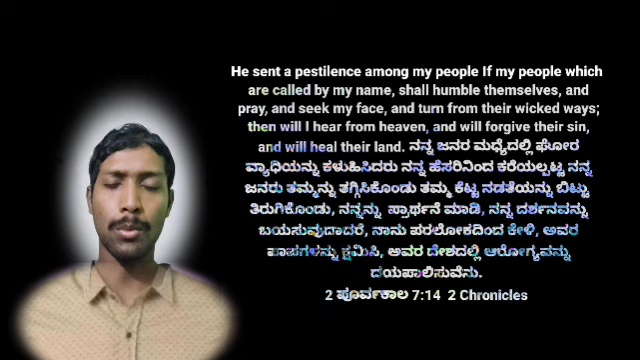 He sent a pestilence among my people If my people which
are called by my name, shall humble themselves, and
pray, and seek my face, and turn from their wicked ways;
then will I hear from heaven, and will forgive their sin,
and will heal their land. ನನ್ನ ಜನರ ಮಧ್ಯೆದಲ್ಲಿ ಘೋರ
ವ್ಯಾಧಿಯನ್ನು ಕಳುಹಿಸಿದರು ನನ್ನ ಹೆಸರಿನಿಂದ ಕರೆಯಲ್ಪಟ್ಟ ನನ್ನ
ಜನರು ತಮ್ಮನ್ನು ತಗ್ಗಿಸಿಕೊಂಡು ತಮ್ಮ ಕೆಟ್ಟ ನಡತೆಯನ್ನು ಬಿಟ್ಟು
ತಿರುಗಿಕೊಂಡು, ನನ್ನನ್ನು ಪ್ರಾರ್ಥನೆ ಮಾಡಿ, ನನ್ನ ದರ್ಶನವನ್ನು
ಬಯಸುವುದಾದರೆ, ನಾನು ಪರಲೋಕದಿಂದ ಕೇಳಿ, ಅವರ
ಪಾಪಗಳನ್ನು ಕ್ಷಮಿಸಿ, ಅವರ ದೇಶದಲ್ಲಿ ಆರೋಗ್ಯವನ್ನು
ದಯಪಾಲಿಸುವೆನು.
2 ಪೂರ್ವಕಾಲ 7:14 2 Chronicles